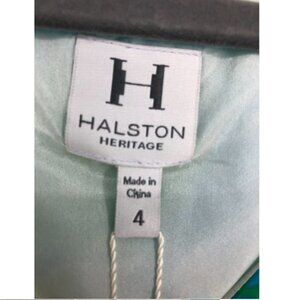 H
HALSTON
HERITAGE
Made in
China
4